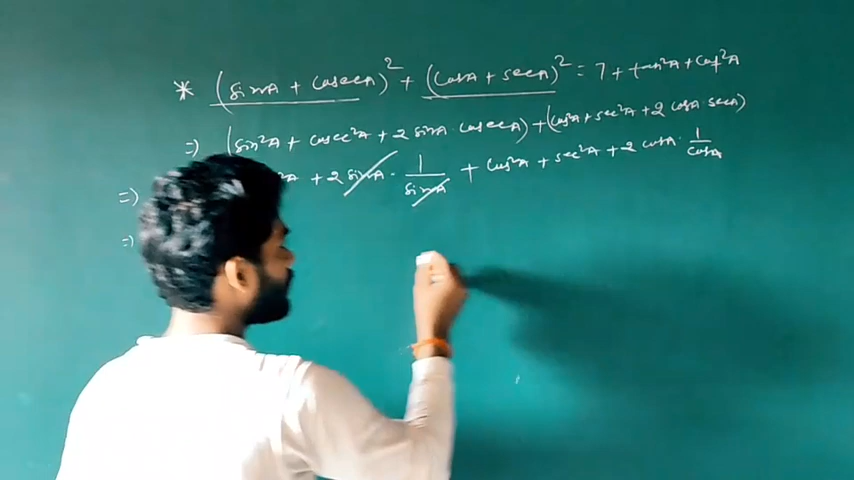 * (sinA + cosecA)² + (cosA + secA)² = 7 + tan²A + cot²A
=> (sin²A + cosec²A + 2 sinA · cosecA) + (cos²A + sec²A + 2 cosA · secA)
=> ²A + 2 sinA · 1/sinA + cos²A + sec²A + 2 cosA · 1/cosA
=>